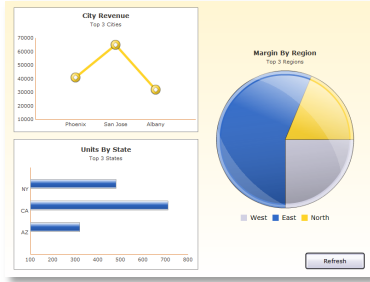 City Revenue
Top 3 Cities
70000
60000
50000
40000
30000
20000
10000
Phoenix San Jose Albany
Units By State
Top 3 States
NY
CA
AZ
100 200 300 400 500 600 700 800
Margin By Region
Top 3 Regions
West East North
Refresh